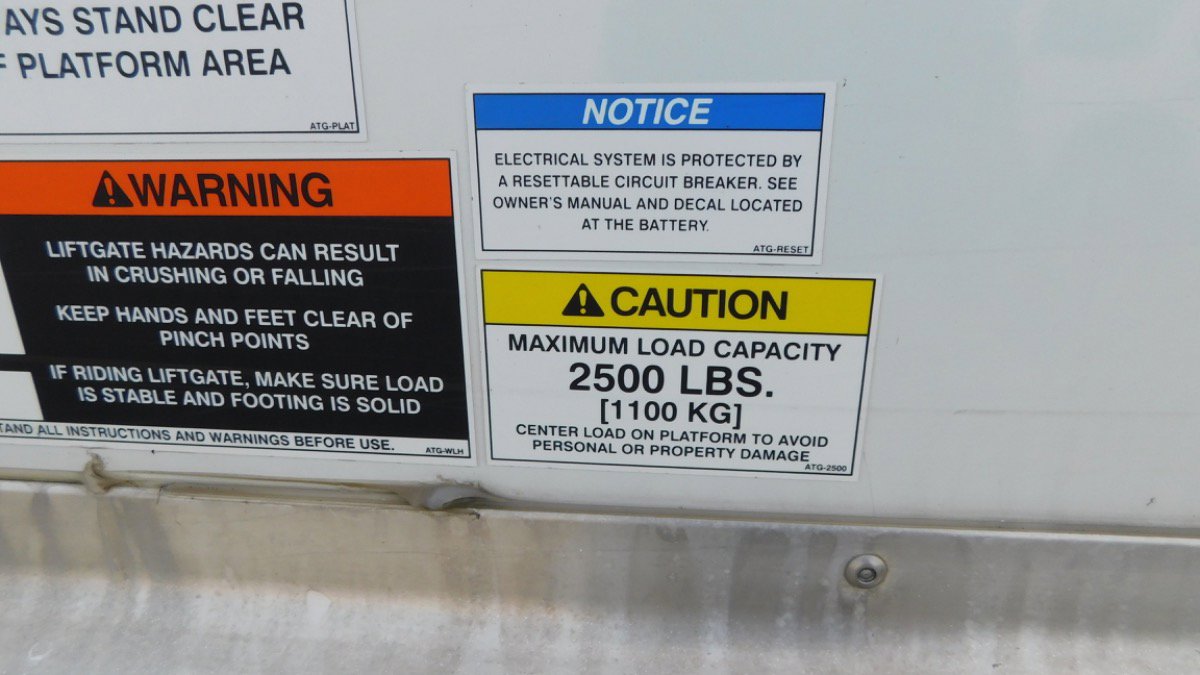 AYS STAND CLEAR
F PLATFORM AREA
ATG-PLAT
WARNING
LIFTGATE HAZARDS CAN RESULT
IN CRUSHING OR FALLING
KEEP HANDS AND FEET CLEAR OF
PINCH POINTS
IF RIDING LIFTGATE, MAKE SURE LOAD
IS STABLE AND FOOTING IS SOLID
TAND ALL INSTRUCTIONS AND WARNINGS BEFORE USE.
ATG-WLH
NOTICE
ELECTRICAL SYSTEM IS PROTECTED BY
A RESETTABLE CIRCUIT BREAKER. SEE
OWNER'S MANUAL AND DECAL LOCATED
AT THE BATTERY.
ATG-RESET
CAUTION
MAXIMUM LOAD CAPACITY
2500 LBS.
[1100 KG]
CENTER LOAD ON PLATFORM TO AVOID
PERSONAL OR PROPERTY DAMAGE
ATG-2500